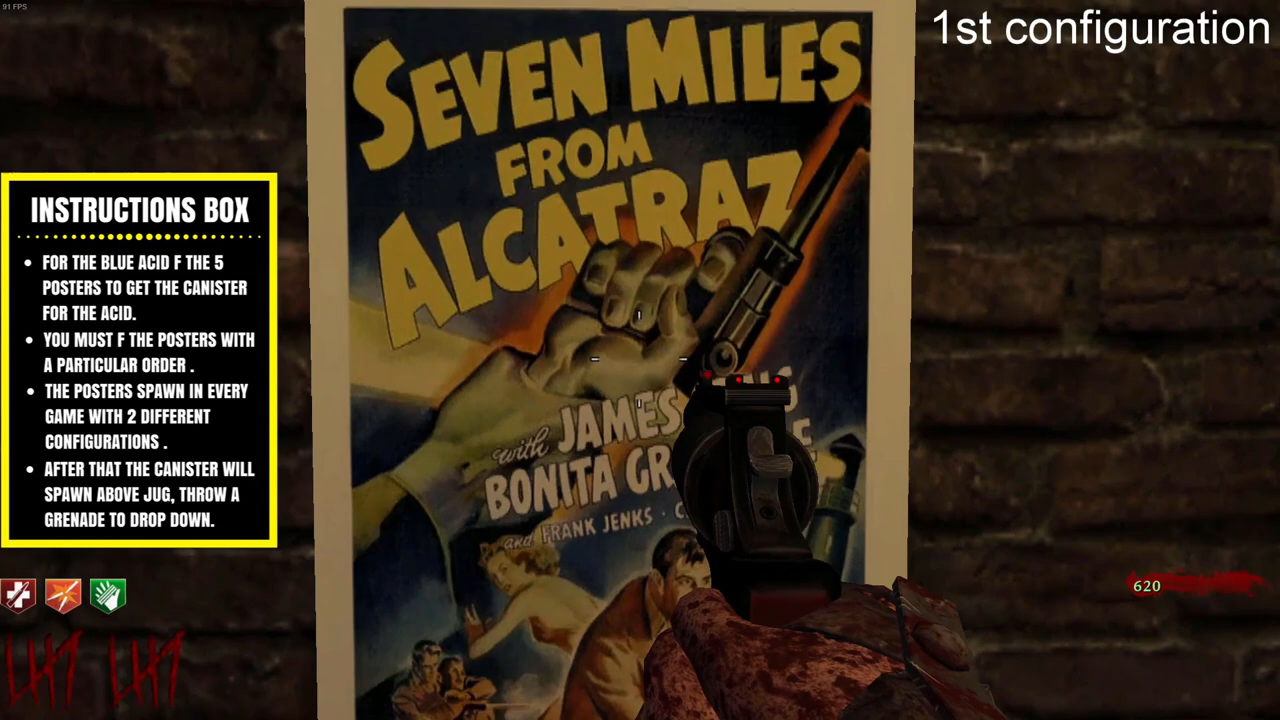 91 FPS
1st configuration
SEVEN MILES
FROM
ALCATRAZ
with JAMES
BONITA
and FRANK JENKS
INSTRUCTIONS BOX
• FOR THE BLUE ACID F THE 5
POSTERS TO GET THE CANISTER
FOR THE ACID.
• YOU MUST F THE POSTERS WITH
A PARTICULAR ORDER .
• THE POSTERS SPAWN IN EVERY
GAME WITH 2 DIFFERENT
CONFIGURATIONS .
• AFTER THAT THE CANISTER WILL
SPAWN ABOVE JUG, THROW A
GRENADE TO DROP DOWN.
620